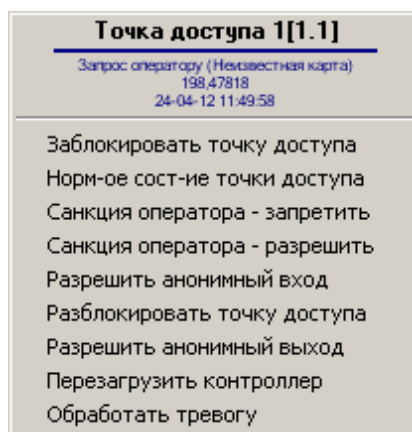 Точка доступа 1[1.1]
Запрос оператору (Неизвестная карта)
198,47818
24-04-12 11:49:58
Заблокировать точку доступа
Норм-ое сост-ие точки доступа
Санкция оператора - запретить
Санкция оператора - разрешить
Разрешить анонимный вход
Разблокировать точку доступа
Разрешить анонимный выход
Перезагрузить контроллер
Обработать тревогу